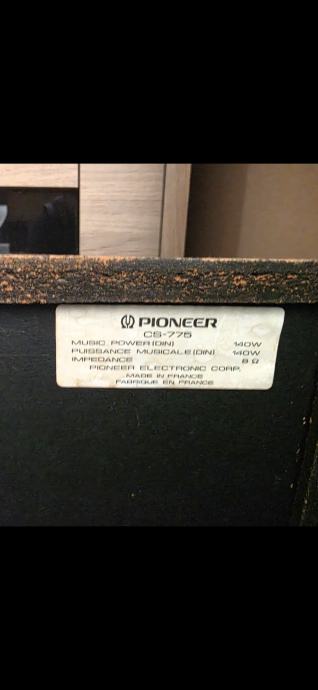 PIONEER
CS-775
MUSIC POWER (DIN) 140W
PUISSANCE MUSICALE (DIN) 140W
IMPEDANCE 8 Ω
PIONEER ELECTRONIC CORP.
MADE IN FRANCE
FABRIQUE EN FRANCE